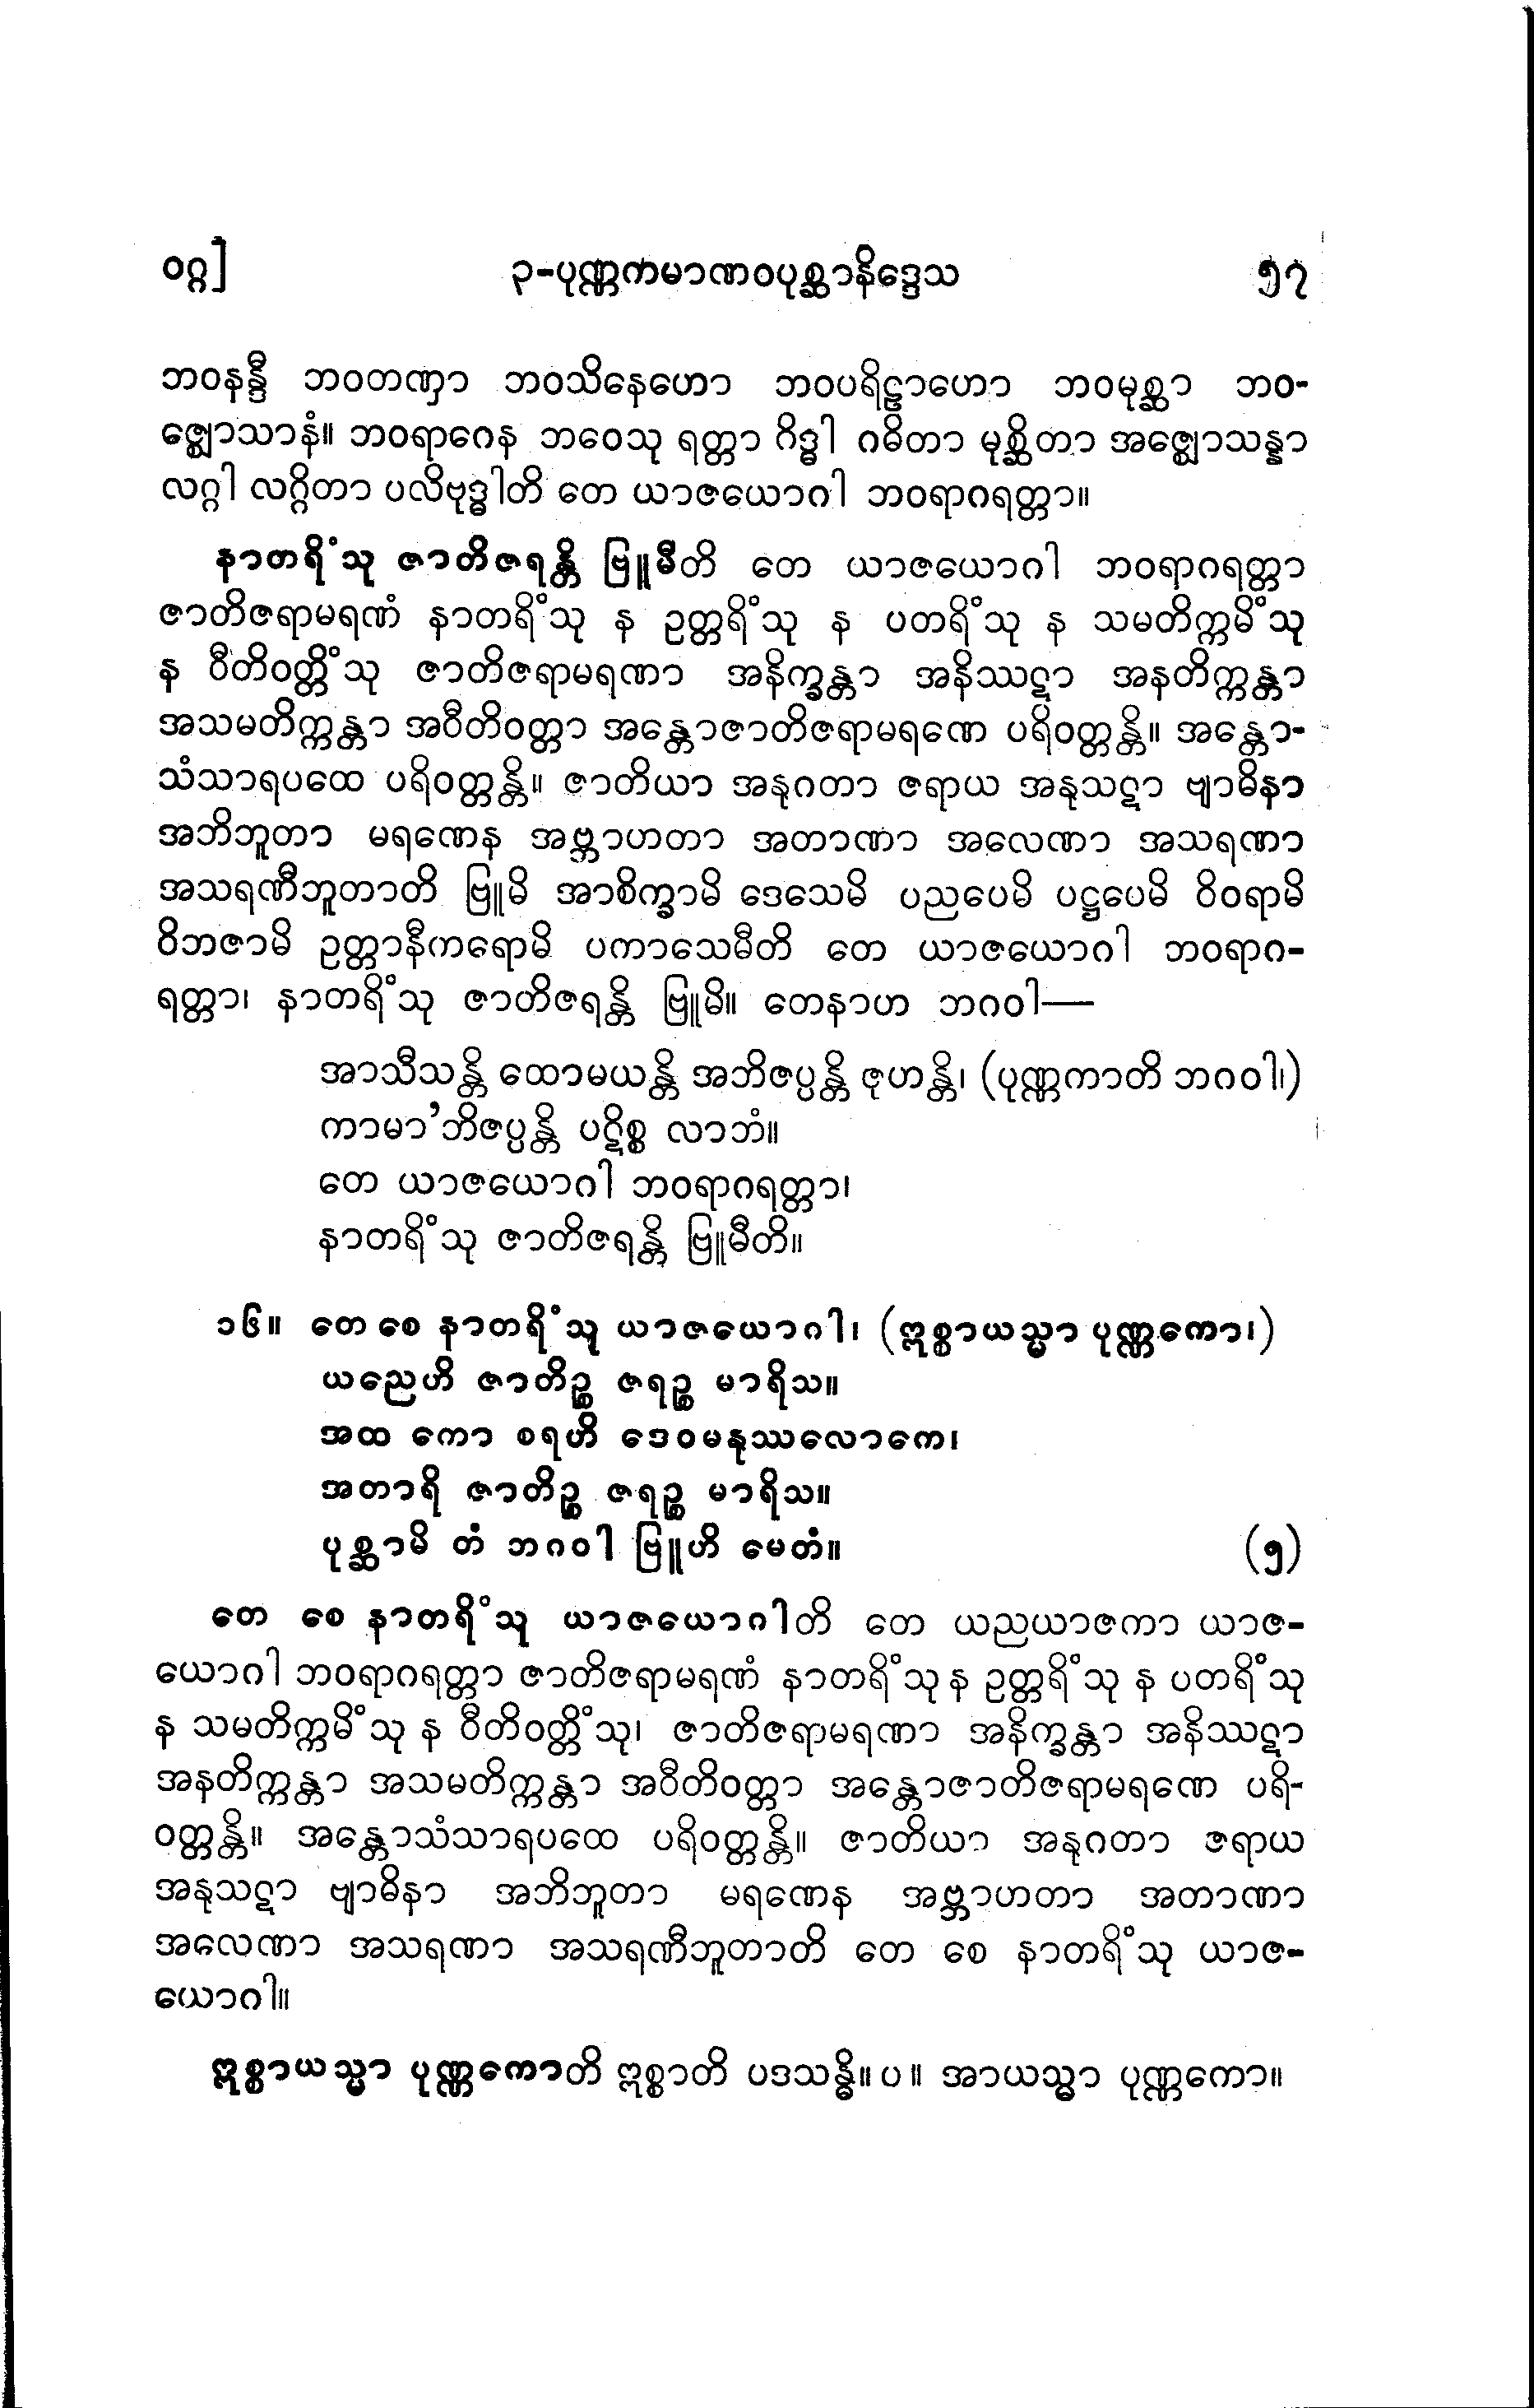 ဝဂ္ဂ] ၃-ပုဏ္ဏကမာဏဝပုစ္ဆာနိဒ္ဒေသ ၅၇
ဘဝနန္ဒီ ဘဝတဏှာ ဘဝသိနေဟော ဘဝပရိဠာဟော ဘဝမုစ္ဆာ ဘဝ-
ဇ္ဈောသာနံ။ ဘဝရာဂေန ဘဝေသု ရတ္တာ ဂိဒ္ဓါ ဂဓိတာ မုစ္ဆိတာ အဇ္ဈောသန္နာ
လဂ္ဂါ လဂ္ဂိတာ ပလိဗုဒ္ဓါတိ တေ ယာဇယောဂါ ဘဝရာဂရတ္တာ။
နာတရိံသု ဇာတိဇရန္တိ ဗြူမီတိ တေ ယာဇယောဂါ ဘဝရာဂရတ္တာ
ဇာတိဇရာမရဏံ နာတရိံသု န ဥတ္တရိံသု န ပတရိံသု န သမတိက္ကမိံသု
န ဝီတိဝတ္တိံသု ဇာတိဇရာမရဏာ အနိက္ခန္တာ အနိဿဋာ အနတိက္ကန္တာ
အသမတိက္ကန္တာ အဝီတိဝတ္တာ အန္တောဇာတိဇရာမရဏေ ပရိဝတ္တန္တိ။ အန္တော-
သံသာရပထေ ပရိဝတ္တန္တိ။ ဇာတိယာ အနုဂတာ ဇရာယ အနုသဋာ ဗျာဓိနာ
အဘိဘူတာ မရဏေန အဗ္ဘာဟတာ အတာဏာ အလေဏာ အသရဏာ
အသရဏီဘူတာတိ ဗြူမိ အာစိက္ခာမိ ဒေသေမိ ပညပေမိ ပဋ္ဌပေမိ ဝိဝရာမိ
ဝိဘဇာမိ ဥတ္တာနီကရောမိ ပကာသေမီတိ တေ ယာဇယောဂါ ဘဝရာဂ-
ရတ္တာ၊ နာတရိံသု ဇာတိဇရန္တိ ဗြူမိ။ တေနာဟ ဘဂဝါ—
အာသီသန္တိ ထောမယန္တိ အဘိဇပ္ပန္တိ ဇုဟန္တိ၊ (ပုဏ္ဏကာတိ ဘဂဝါ၊)
ကာမာ'ဘိဇပ္ပန္တိ ပဋိစ္စ လာဘံ။
တေ ယာဇယောဂါ ဘဝရာဂရတ္တာ၊
နာတရိံသု ဇာတိဇရန္တိ ဗြူမီတိ။
၁၆။ တေ စေ နာတရိံသု ယာဇယောဂါ၊ (ဣစ္စာယသ္မာ ပုဏ္ဏကော၊)
ယညေဟိ ဇာတိဉ္စ ဇရဉ္စ မာရိသ။
အထ ကော စရဟိ ဒေဝမနုဿလောကေ၊
အတာရိ ဇာတိဉ္စ ဇရဉ္စ မာရိသ။
ပုစ္ဆာမိ တံ ဘဂဝါ ဗြူဟိ မေတံ။ (၅)
တေ စေ နာတရိံသု ယာဇယောဂါတိ တေ ယညယာဇကာ ယာဇ-
ယောဂါ ဘဝရာဂရတ္တာ ဇာတိဇရာမရဏံ နာတရိံသု န ဥတ္တရိံသု န ပတရိံသု
န သမတိက္ကမိံသု န ဝီတိဝတ္တိံသု၊ ဇာတိဇရာမရဏာ အနိက္ခန္တာ အနိဿဋာ
အနတိက္ကန္တာ အသမတိက္ကန္တာ အဝီတိဝတ္တာ အန္တောဇာတိဇရာမရဏေ ပရိ-
ဝတ္တန္တိ။ အန္တောသံသာရပထေ ပရိဝတ္တန္တိ။ ဇာတိယာ အနုဂတာ ဇရာယ
အနုသဋာ ဗျာဓိနာ အဘိဘူတာ မရဏေန အဗ္ဘာဟတာ အတာဏာ
အလေဏာ အသရဏာ အသရဏီဘူတာတိ တေ စေ နာတရိံသု ယာဇ-
ယောဂါ။
ဣစ္စာယသ္မာ ပုဏ္ဏကောတိ ဣစ္စာတိ ပဒသန္ဓိ။ ပ ။ အာယသ္မာ ပုဏ္ဏကော။